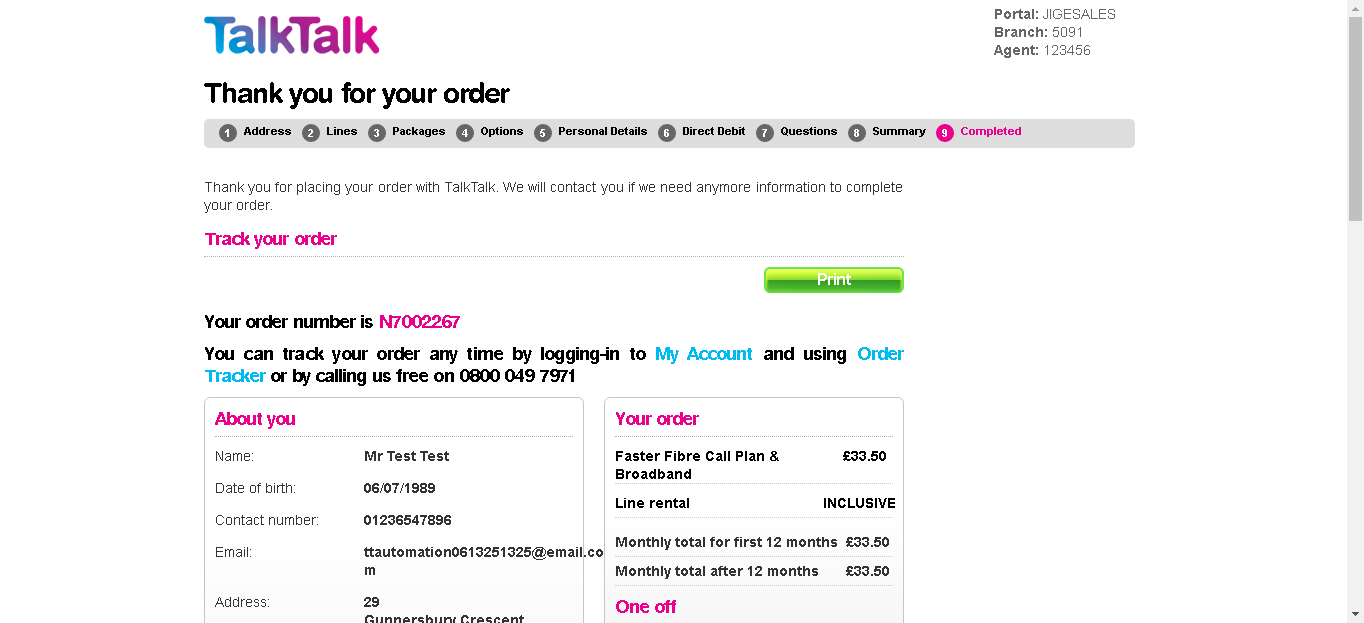 TalkTalk
Portal: JIGESALES
Branch: 5091
Agent: 123456
Thank you for your order
1 Address 2 Lines 3 Packages 4 Options 5 Personal Details 6 Direct Debit 7 Questions 8 Summary 9 Completed
Thank you for placing your order with TalkTalk. We will contact you if we need anymore information to complete
your order.
Track your order
Print
Your order number is N7002267
You can track your order any time by logging-in to My Account and using Order
Tracker or by calling us free on 0800 049 7971
About you
Name: Mr Test Test
Date of birth: 06/07/1989
Contact number: 01236547896
Email: ttautomation0613251325@email.co
m
Address: 29
Gunnersbury Crescent
Your order
Faster Fibre Call Plan & £33.50
Broadband
Line rental INCLUSIVE
Monthly total for first 12 months £33.50
Monthly total after 12 months £33.50
One off